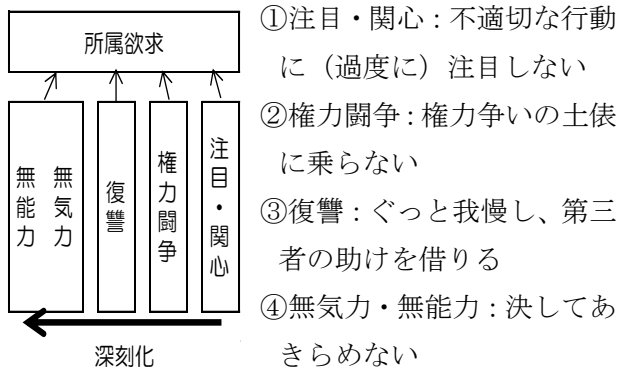 所属欲求
注目・関心
権力闘争
復讐
無気力
無能力
深刻化
①注目・関心：不適切な行動
に（過度に）注目しない
②権力闘争：権力争いの土俵
に乗らない
③復讐：ぐっと我慢し、第三
者の助けを借りる
④無気力・無能力：決してあ
きらめない